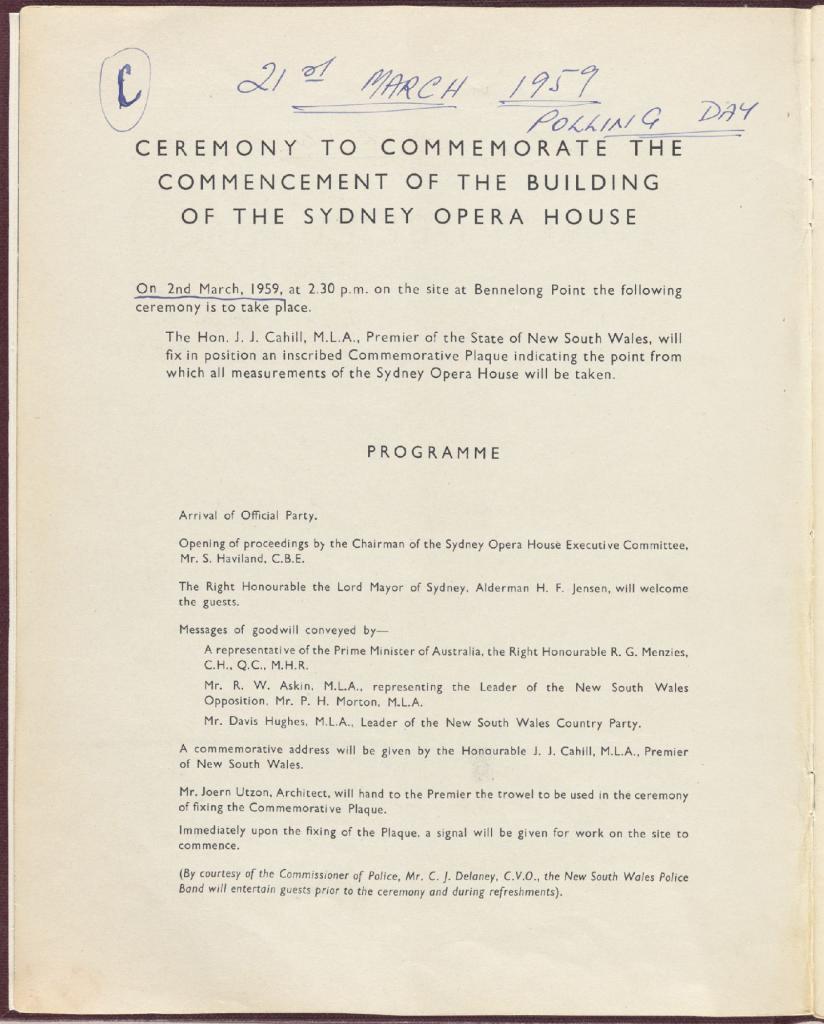 C
21st MARCH 1959
POLLING DAY
CEREMONY TO COMMEMORATE THE
COMMENCEMENT OF THE BUILDING
OF THE SYDNEY OPERA HOUSE
On 2nd March, 1959, at 2.30 p.m. on the site at Bennelong Point the following
ceremony is to take place.
The Hon. J. J. Cahill, M.L.A., Premier of the State of New South Wales, will
fix in position an inscribed Commemorative Plaque indicating the point from
which all measurements of the Sydney Opera House will be taken.
PROGRAMME
Arrival of Official Party.
Opening of proceedings by the Chairman of the Sydney Opera House Executive Committee,
Mr. S. Haviland, C.B.E.
The Right Honourable the Lord Mayor of Sydney, Alderman H. F. Jensen, will welcome
the guests.
Messages of goodwill conveyed by—
A representative of the Prime Minister of Australia, the Right Honourable R. G. Menzies,
C.H., Q.C., M.H.R.
Mr. R. W. Askin, M.L.A., representing the Leader of the New South Wales
Opposition, Mr. P. H. Morton, M.L.A.
Mr. Davis Hughes, M.L.A., Leader of the New South Wales Country Party.
A commemorative address will be given by the Honourable J. J. Cahill, M.L.A., Premier
of New South Wales.
Mr. Joern Utzon, Architect, will hand to the Premier the trowel to be used in the ceremony
of fixing the Commemorative Plaque.
Immediately upon the fixing of the Plaque, a signal will be given for work on the site to
commence.
(By courtesy of the Commissioner of Police, Mr. C. J. Delaney, C.V.O., the New South Wales Police
Band will entertain guests prior to the ceremony and during refreshments).